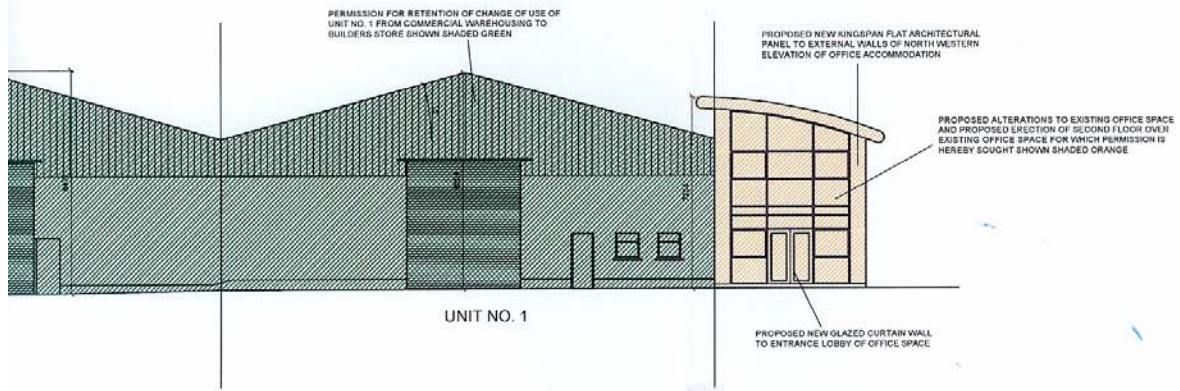 PERMISSION FOR RETENTION OF CHANGE OF USE OF
UNIT NO. 1 FROM COMMERCIAL WAREHOUSING TO
BUILDERS STORE SHOWN SHADED GREEN
PROPOSED NEW KINGSPAN FLAT ARCHITECTURAL
PANEL TO EXTERNAL WALLS OF NORTH WESTERN
ELEVATION OF OFFICE ACCOMMODATION
PROPOSED ALTERATIONS TO EXISTING OFFICE SPACE
AND PROPOSED ERECTION OF SECOND FLOOR OVER
EXISTING OFFICE SPACE FOR WHICH PERMISSION IS
HEREBY SOUGHT SHOWN SHADED ORANGE
UNIT NO. 1
PROPOSED NEW GLAZED CURTAIN WALL
TO ENTRANCE LOBBY OF OFFICE SPACE